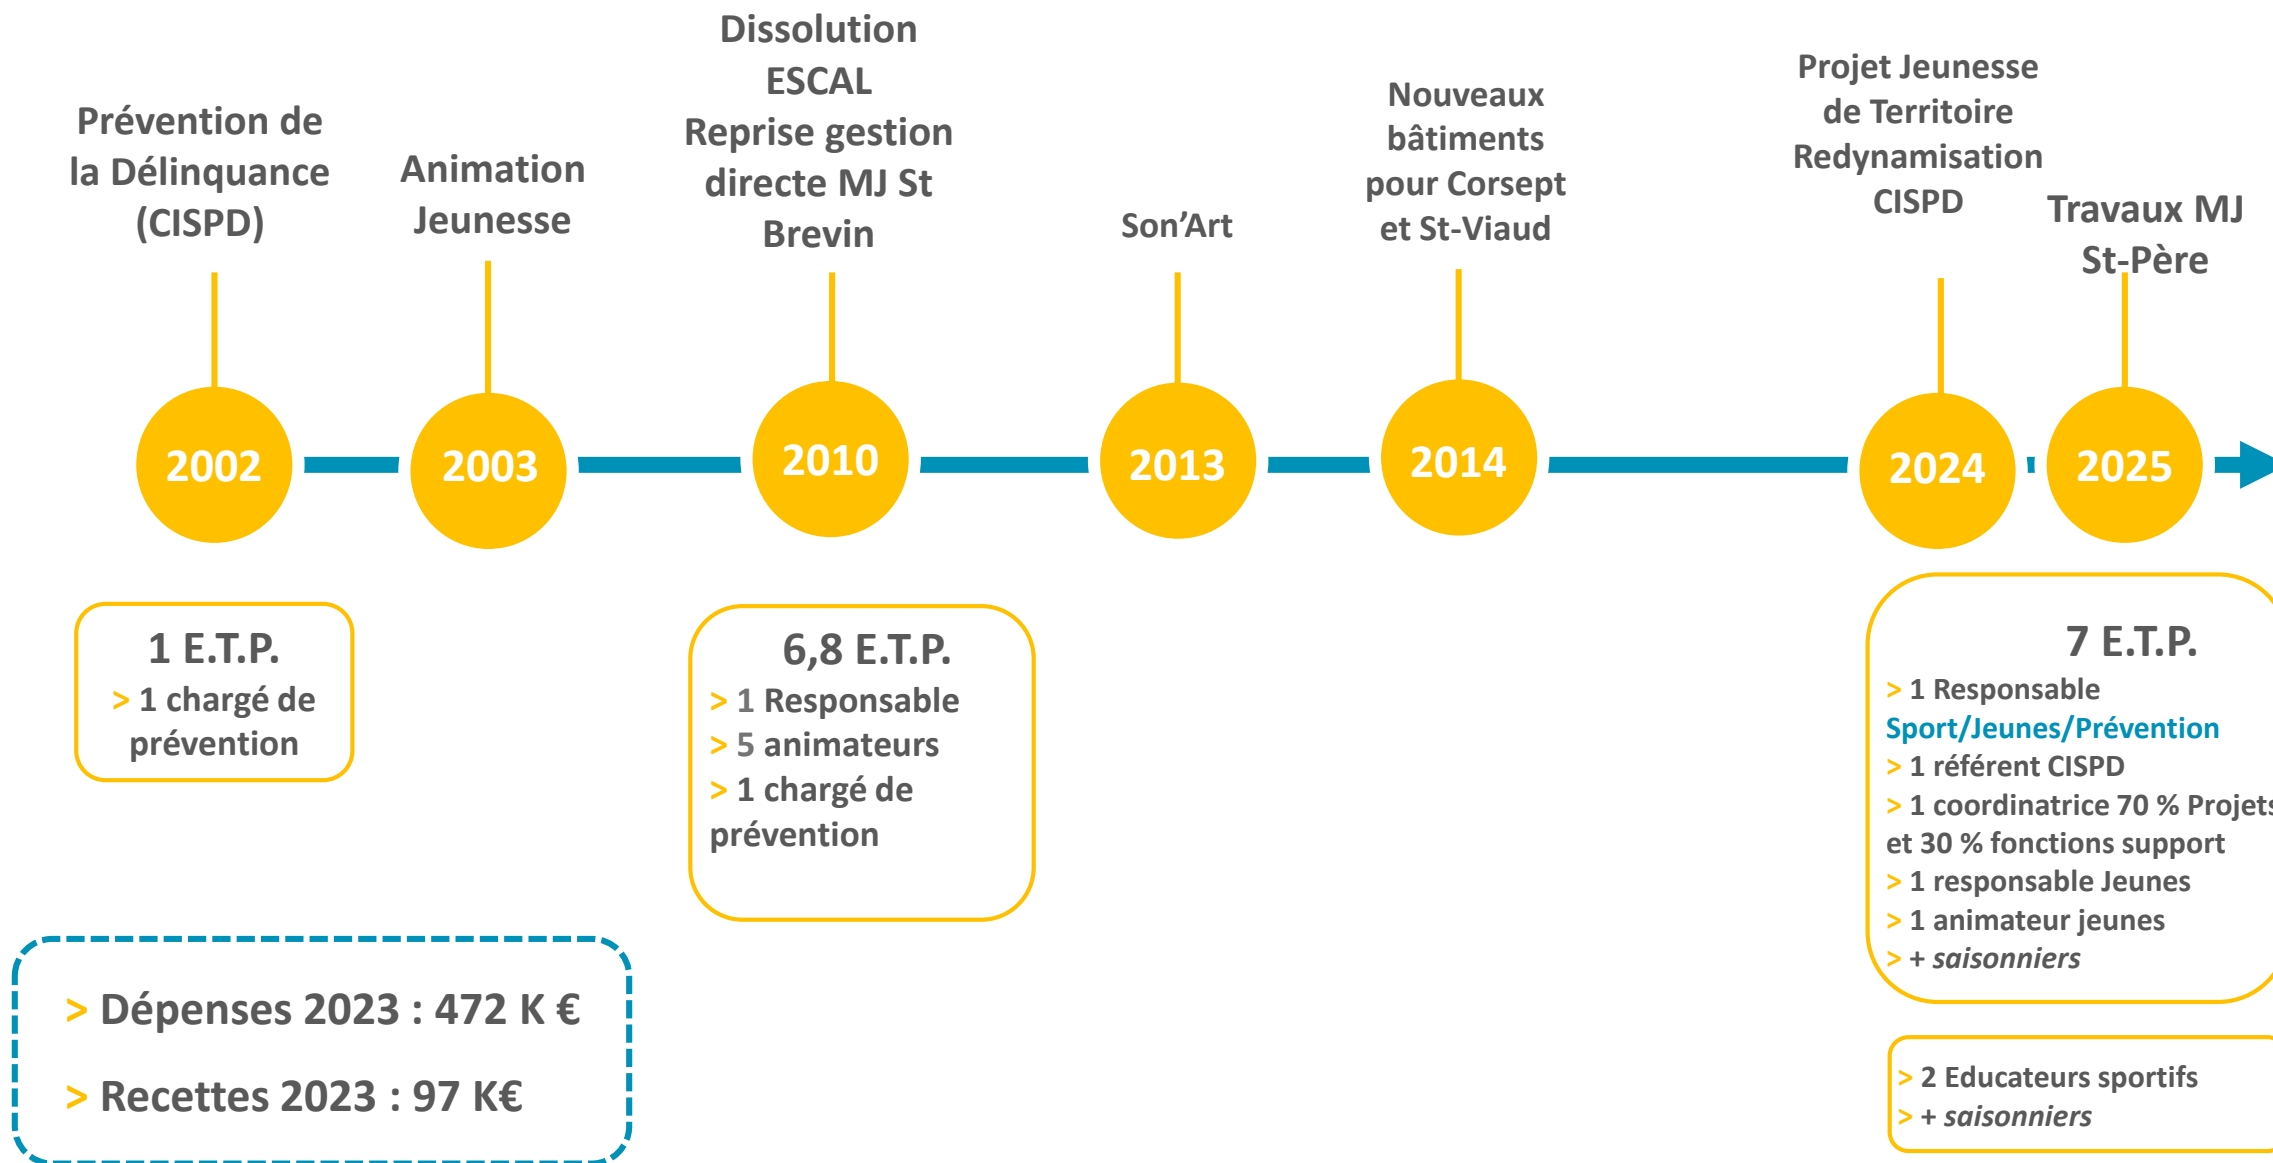 Prévention de
la Délinquance
(CISPD)
Animation
Jeunesse
Dissolution
ESCAL
Reprise gestion
directe MJ St
Brevin
Son’Art
Nouveaux
bâtiments
pour Corsept
et St-Viaud
Projet Jeunesse
de Territoire
Redynamisation
CISPD
Travaux MJ
St-Père
2002
2003
2010
2013
2014
2024
2025
1 E.T.P.
> 1 chargé de
prévention
6,8 E.T.P.
> 1 Responsable
> 5 animateurs
> 1 chargé de
prévention
7 E.T.P.
> 1 Responsable
Sport/Jeunes/Prévention
> 1 référent CISPD
> 1 coordinatrice 70 % Projets
et 30 % fonctions support
> 1 responsable Jeunes
> 1 animateur jeunes
> + saisonniers
> 2 Educateurs sportifs
> + saisonniers
> Dépenses 2023 : 472 K €
> Recettes 2023 : 97 K€